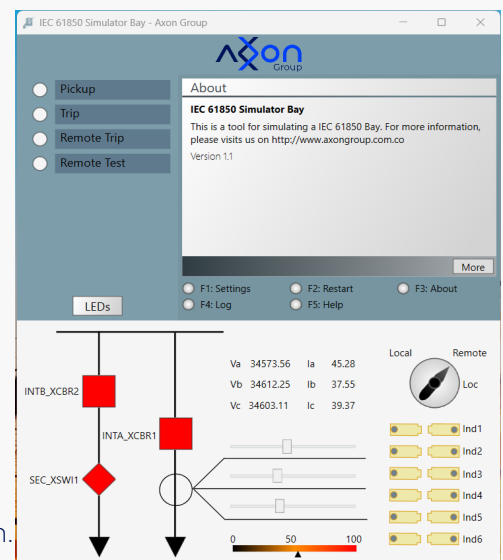 IEC 61850 Simulator Bay - Axon Group
AXon
Group
Pickup
Trip
Remote Trip
Remote Test
LEDs
About
IEC 61850 Simulator Bay
This is a tool for simulating a IEC 61850 Bay. For more information,
please visits us on http://www.axongroup.com.co
Version 1.1
More
F1: Settings F2: Restart F3: About
F4: Log F5: Help
INTB_XCBR2
INTA_XCBR1
SEC_XSWI1
Va 34573.56 Ia 45.28
Vb 34612.25 Ib 37.55
Vc 34603.11 Ic 39.37
0 50 100
Local Remote
Loc
Ind1
Ind2
Ind3
Ind4
Ind5
Ind6
n.